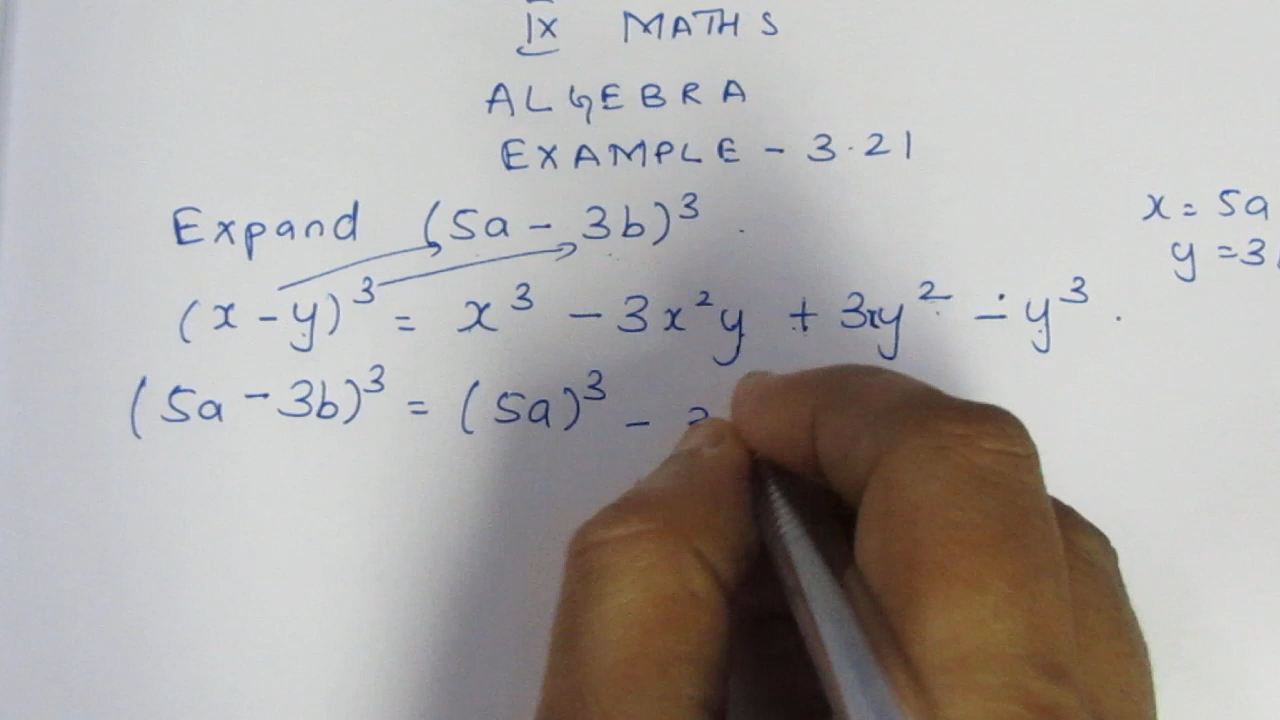 IX MATHS
ALGEBRA
EXAMPLE - 3.21
Expand (5a - 3b)³.
x = 5a
y = 3
(x - y)³ = x³ - 3x²y + 3xy² - y³.
(5a - 3b)³ = (5a)³ -